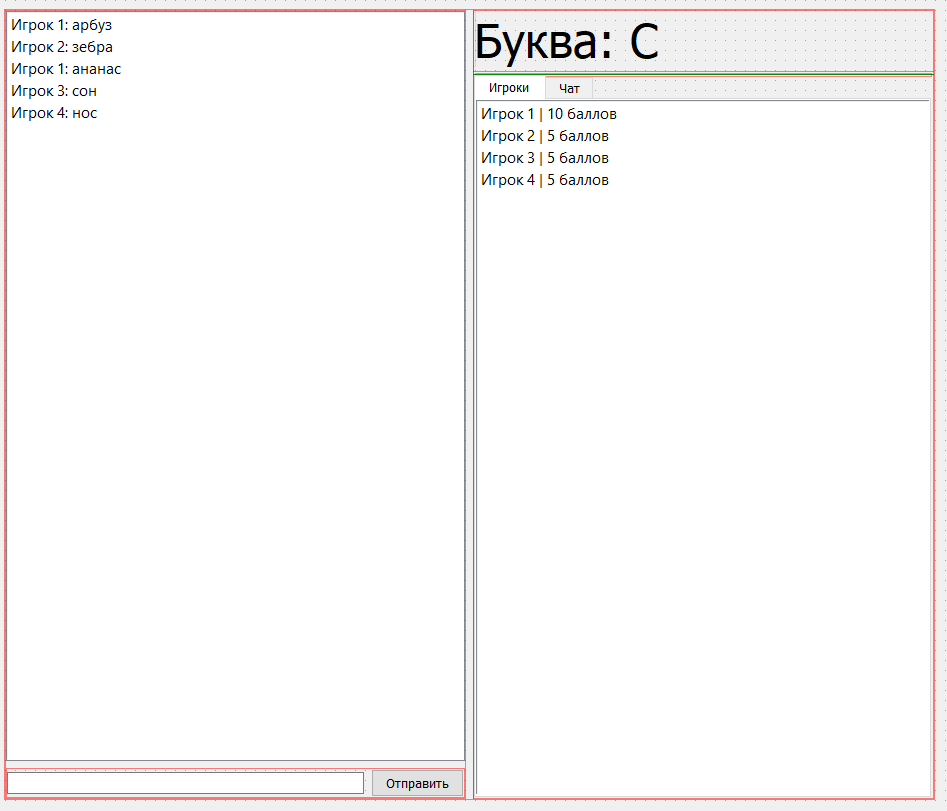 Игрок 1: арбуз
Игрок 2: зебра
Игрок 1: ананас
Игрок 3: сон
Игрок 4: нос
Отправить
Буква: С
Игроки
Чат
Игрок 1 | 10 баллов
Игрок 2 | 5 баллов
Игрок 3 | 5 баллов
Игрок 4 | 5 баллов